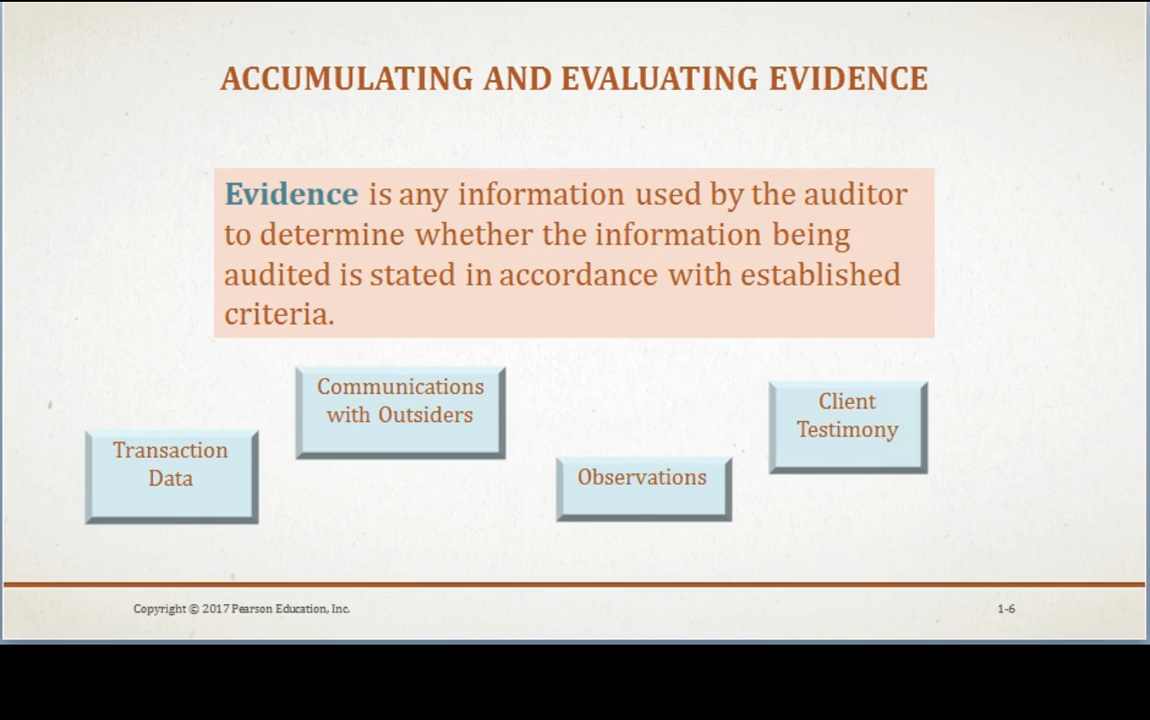 ACCUMULATING AND EVALUATING EVIDENCE
Evidence is any information used by the auditor
to determine whether the information being
audited is stated in accordance with established
criteria.
Transaction
Data
Communications
with Outsiders
Observations
Client
Testimony
Copyright © 2017 Pearson Education, Inc.
1-6